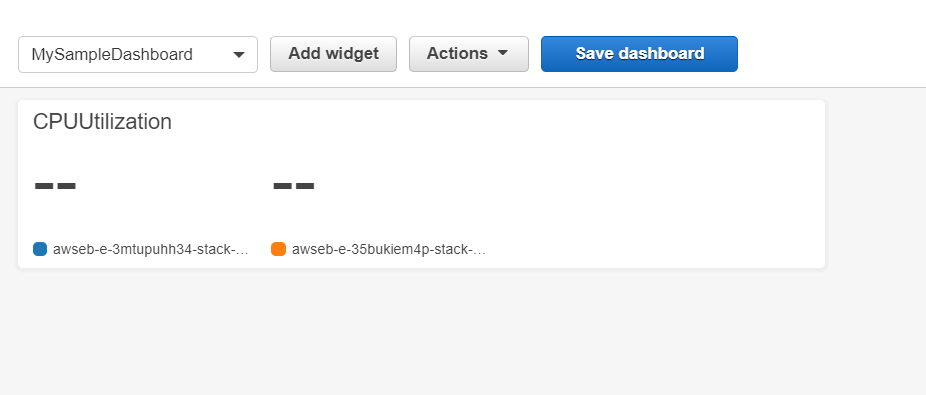 MySampleDashboard Add widget Actions Save dashboard
CPUUtilization
-- --
awseb-e-3mtupuhh34-stack-... awseb-e-35bukiem4p-stack-...